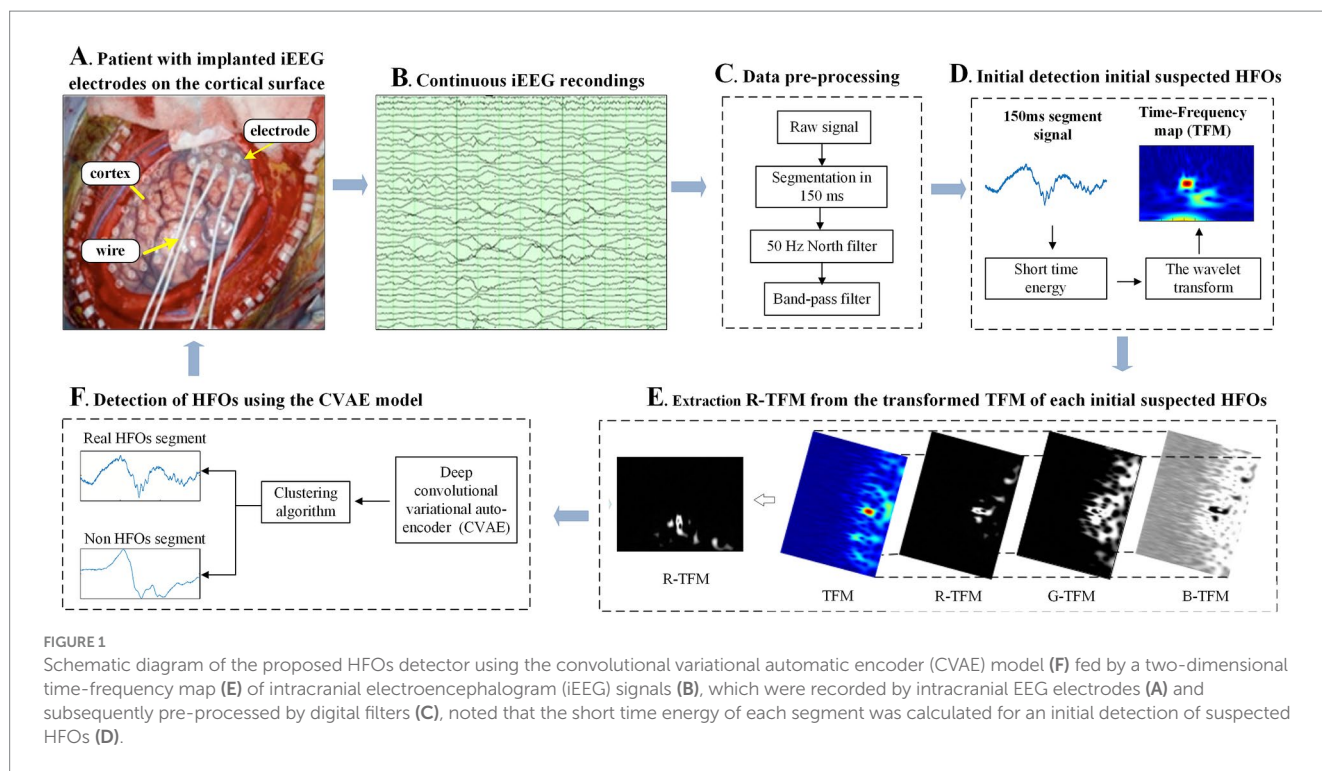 A. Patient with implanted iEEG
electrodes on the cortical surface
electrode
cortex
wire
B. Continuous iEEG recondings
C. Data pre-processing
Raw signal
Segmentation in
150 ms
50 Hz North filter
Band-pass filter
D. Initial detection initial suspected HFOs
150ms segment
signal
Time-Frequency
map (TFM)
Short time
energy
The wavelet
transform
E. Extraction R-TFM from the transformed TFM of each initial suspected HFOs
R-TFM
TFM
R-TFM
G-TFM
B-TFM
F. Detection of HFOs using the CVAE model
Real HFOs segment
Non HFOs segment
Clustering
algorithm
Deep
convolutional
variational auto-
encoder (CVAE)
FIGURE 1
Schematic diagram of the proposed HFOs detector using the convolutional variational automatic encoder (CVAE) model (F) fed by a two-dimensional
time-frequency map (E) of intracranial electroencephalogram (iEEG) signals (B), which were recorded by intracranial EEG electrodes (A) and
subsequently pre-processed by digital filters (C), noted that the short time energy of each segment was calculated for an initial detection of suspected
HFOs (D).